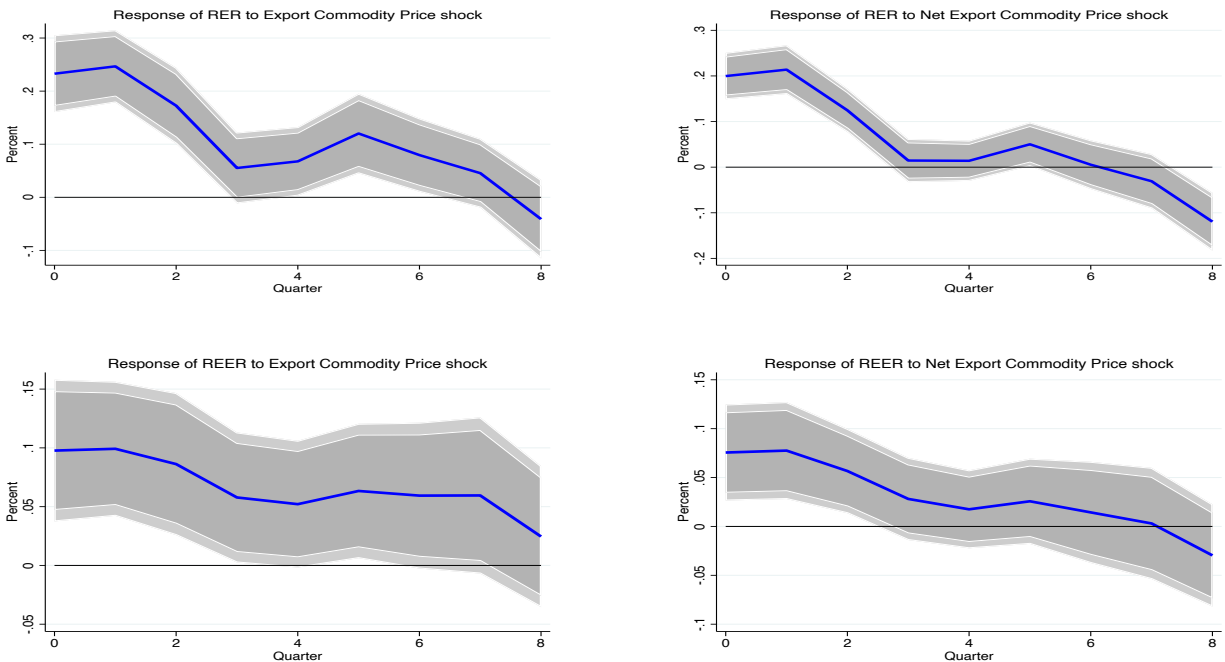 Response of RER to Export Commodity Price shock
Percent
.3
.2
.1
0
-.1
0 2 4 6 8
Quarter
Response of RER to Net Export Commodity Price shock
Percent
.3
.2
.1
0
-.1
-.2
0 2 4 6 8
Quarter
Response of REER to Export Commodity Price shock
Percent
.15
.1
.05
0
-.05
0 2 4 6 8
Quarter
Response of REER to Net Export Commodity Price shock
Percent
.15
.1
.05
0
-.05
-.1
0 2 4 6 8
Quarter